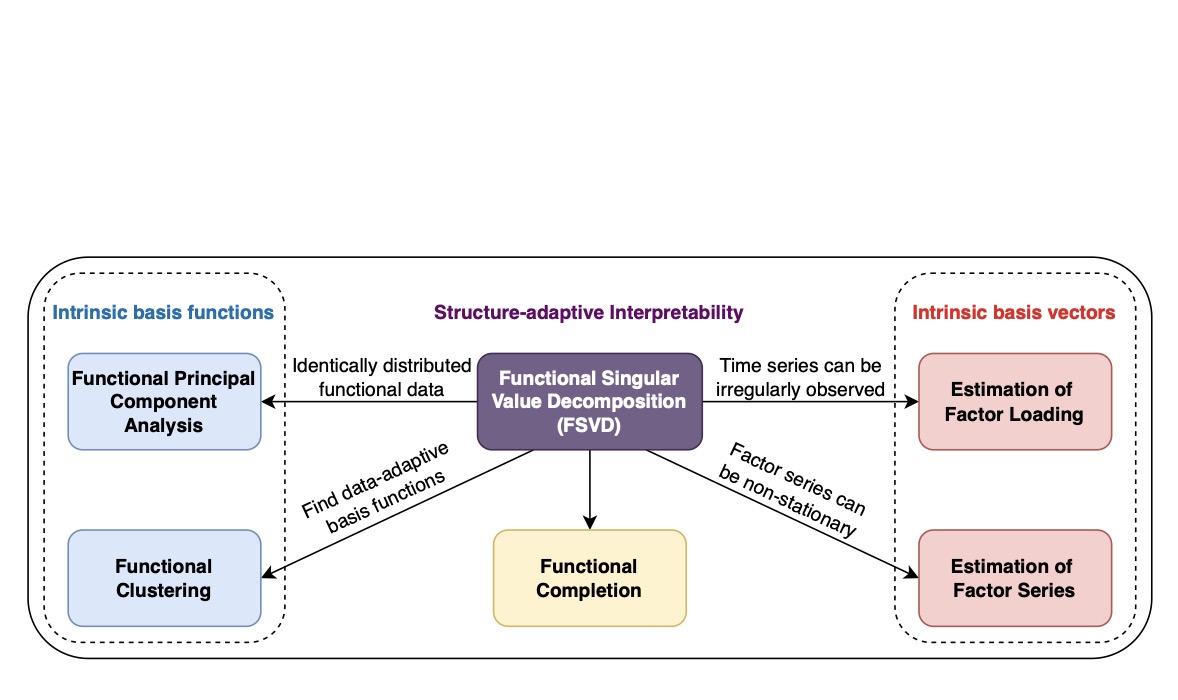 Intrinsic basis functions
Structure-adaptive Interpretability
Intrinsic basis vectors
Functional Principal
Component
Analysis
Identically distributed
functional data
Functional Singular
Value Decomposition
(FSVD)
Time series can be
irregularly observed
Estimation of
Factor Loading
Find data-adaptive
basis functions
Factor series can
be non-stationary
Functional
Clustering
Functional
Completion
Estimation of
Factor Series